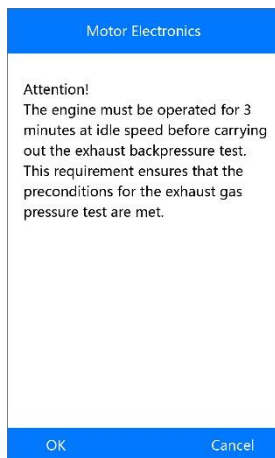 Motor Electronics
Attention!
The engine must be operated for 3
minutes at idle speed before carrying
out the exhaust backpressure test.
This requirement ensures that the
preconditions for the exhaust gas
pressure test are met.
OK
Cancel